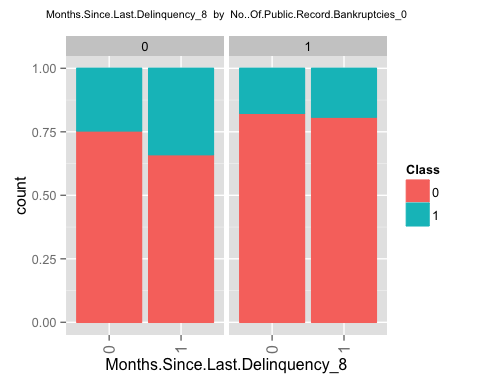 Months.Since.Last.Delinquency_8 by No..Of.Public.Record.Bankruptcies_0
0 1
1.00
0.75
0.50
0.25
0.00
count
0 1 0 1
Months.Since.Last.Delinquency_8
Class
0
1